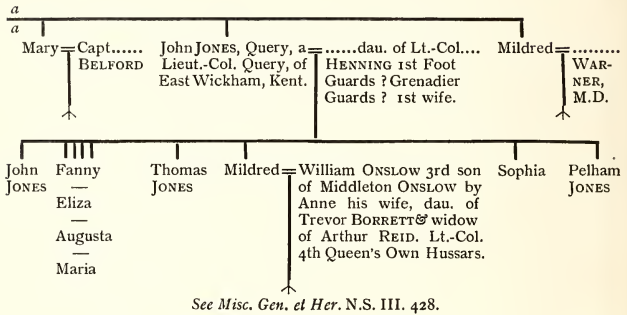 a
a
Mary = Capt...... John JONES, Query, a = ......dau. of Lt.-Col.... Mildred = .........
BELFORD Lieut.-Col. Query, of HENNING 1st Foot WAR-
East Wickham, Kent. Guards ? Grenadier NER,
Guards ? 1st wife. M.D.
John Fanny Thomas Mildred = William ONSLOW 3rd son Sophia Pelham
JONES — JONES of Middleton ONSLOW by JONES
Eliza Anne his wife, dau. of
— Trevor BORRETT & widow
Augusta of Arthur REID. Lt.-Col.
— 4th Queen's Own Hussars.
Maria
See Misc. Gen. et Her. N.S. III. 428.